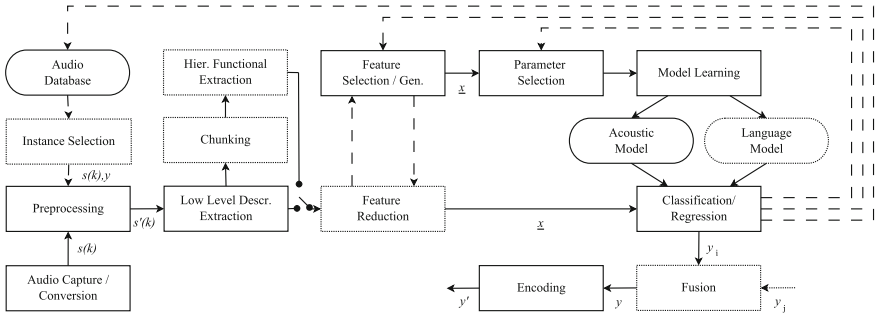 Audio
Database
Hier. Functional
Extraction
Feature
Selection / Gen.
x
Parameter
Selection
Model Learning
Instance Selection
Chunking
Acoustic
Model
Language
Model
s(k),y
Preprocessing
s'(k)
Low Level Descr.
Extraction
Feature
Reduction
x
Classification/
Regression
s(k)
y i
Audio Capture /
Conversion
y'
Encoding
y
Fusion
y j